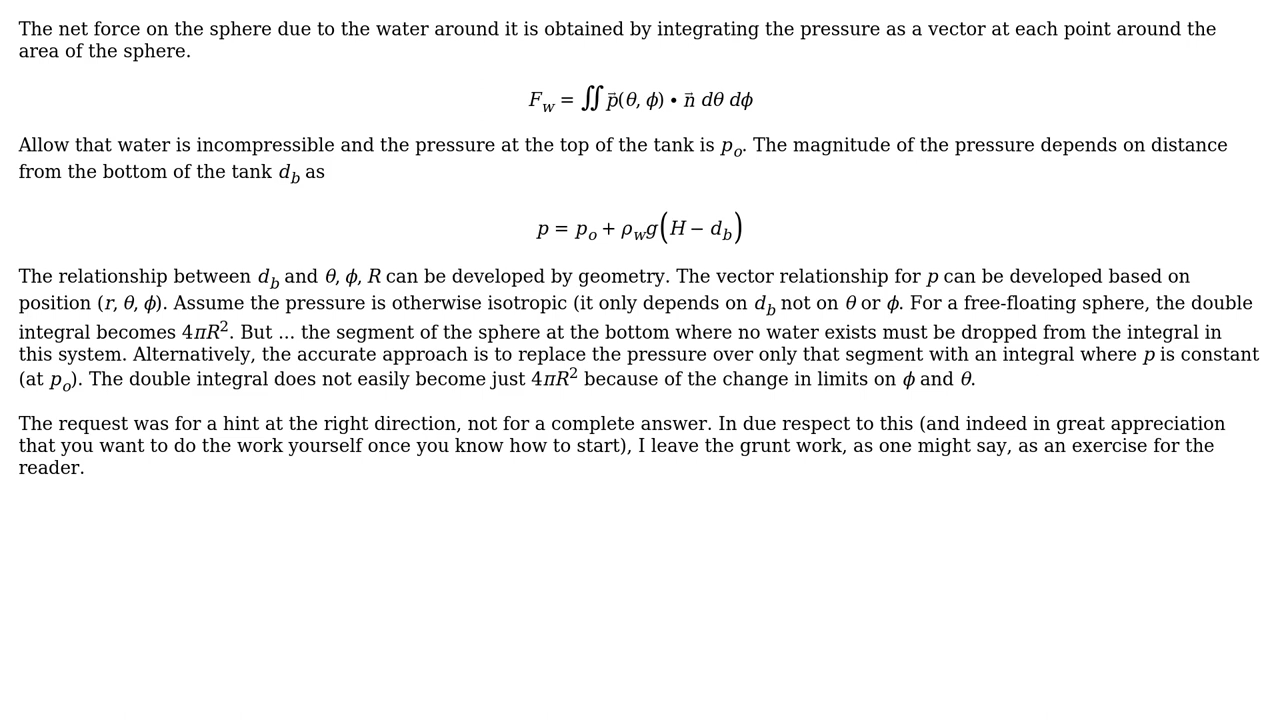 The net force on the sphere due to the water around it is obtained by integrating the pressure as a vector at each point around the
area of the sphere.
F_w = ∬ p⃗(θ, ϕ) • n⃗ dθ dϕ
Allow that water is incompressible and the pressure at the top of the tank is p_o. The magnitude of the pressure depends on distance
from the bottom of the tank d_b as
p = p_o + ρ_w g(H − d_b)
The relationship between d_b and θ, ϕ, R can be developed by geometry. The vector relationship for p can be developed based on
position (r, θ, ϕ). Assume the pressure is otherwise isotropic (it only depends on d_b not on θ or ϕ. For a free-floating sphere, the double
integral becomes 4πR². But ... the segment of the sphere at the bottom where no water exists must be dropped from the integral in
this system. Alternatively, the accurate approach is to replace the pressure over only that segment with an integral where p is constant
(at p_o). The double integral does not easily become just 4πR² because of the change in limits on ϕ and θ.
The request was for a hint at the right direction, not for a complete answer. In due respect to this (and indeed in great appreciation
that you want to do the work yourself once you know how to start), I leave the grunt work, as one might say, as an exercise for the
reader.